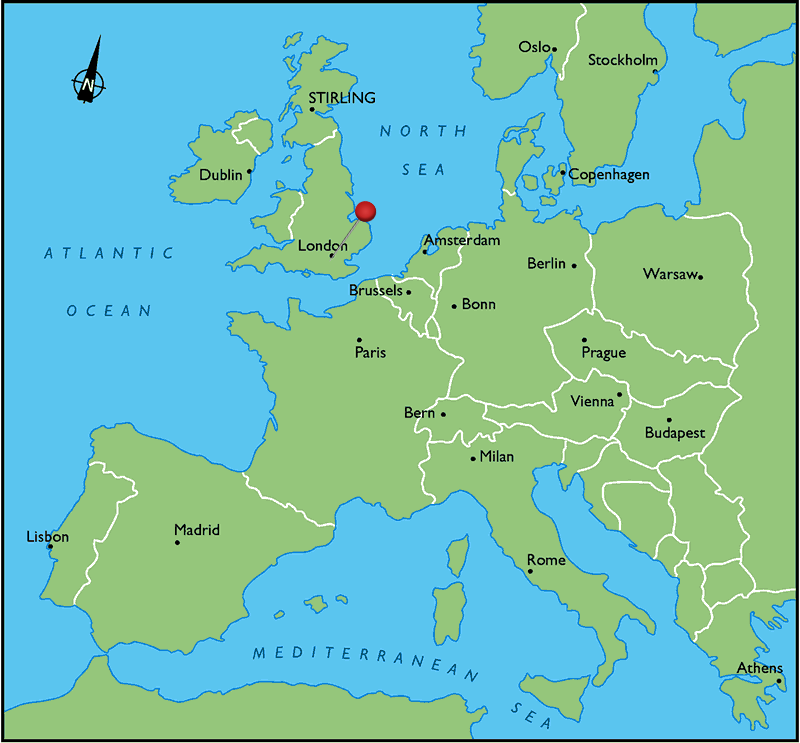 Oslo
Stockholm
N
STIRLING
NORTH
SEA
Dublin
Copenhagen
London
Amsterdam
ATLANTIC
OCEAN
Berlin
Warsaw
Brussels
Bonn
Paris
Prague
Vienna
Bern
Budapest
Milan
Lisbon
Madrid
Rome
MEDITERRANEAN
SEA
Athens